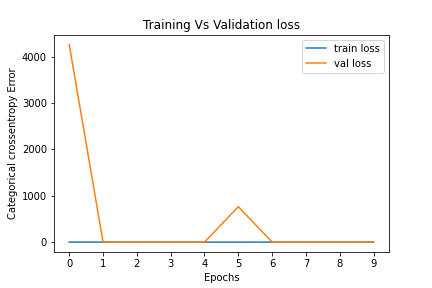 Training Vs Validation loss
train loss
val loss
4000
3000
2000
1000
0
Categorical crossentropy Error
0 1 2 3 4 5 6 7 8 9
Epochs